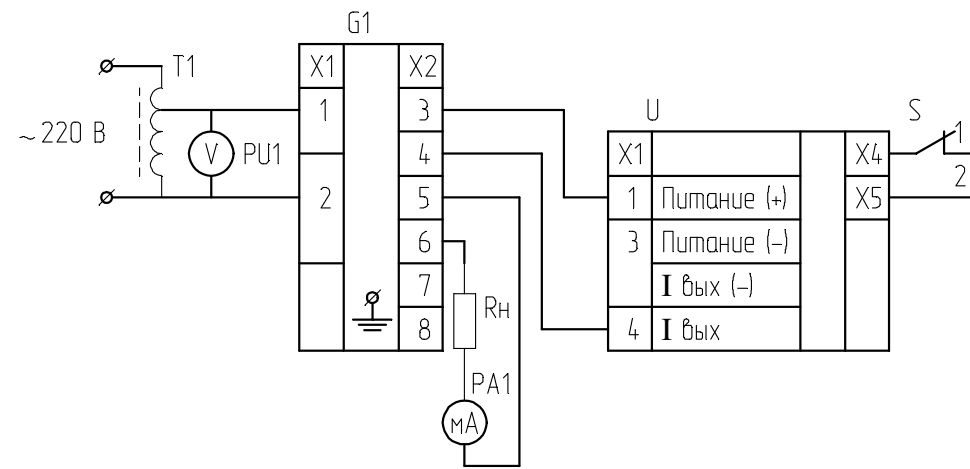 G1
T1
X1
X2
1
3
U
S
~220 В
V
PU1
4
X1
X4
1
2
5
1
Питание (+)
X5
2
6
3
Питание (–)
7
I вых (–)
Rн
8
4
I вых
PA1
мА